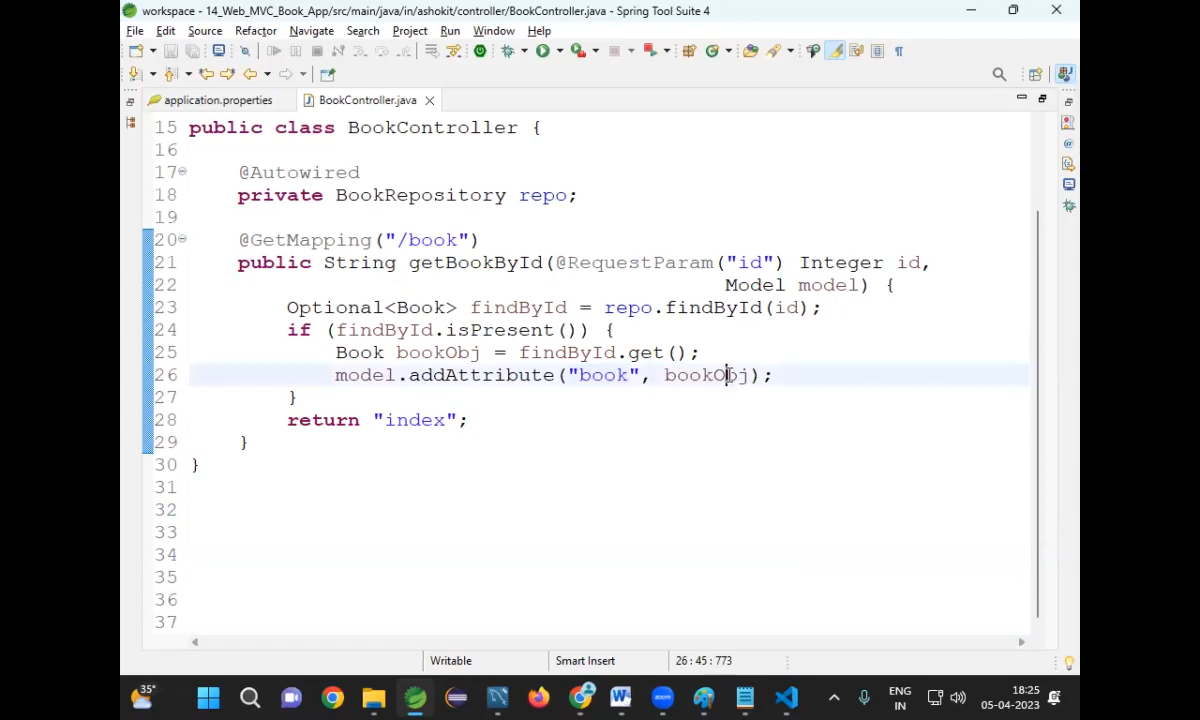 workspace - 14_Web_MVC_Book_App/src/main/java/in/ashokit/controller/BookController.java - Spring Tool Suite 4
File Edit Source Refactor Navigate Search Project Run Window Help
application.properties BookController.java
15 public class BookController {
16
17 @Autowired
18 private BookRepository repo;
19
20 @GetMapping("/book")
21 public String getBookById(@RequestParam("id") Integer id,
22 Model model) {
23 Optional<Book> findById = repo.findById(id);
24 if (findById.isPresent()) {
25 Book bookObj = findById.get();
26 model.addAttribute("book", bookObj);
27 }
28 return "index";
29 }
30 }
31
32
33
34
35
36
37
Writable Smart Insert 26 : 45 : 773
35° ENG 18:25
IN 05-04-2023